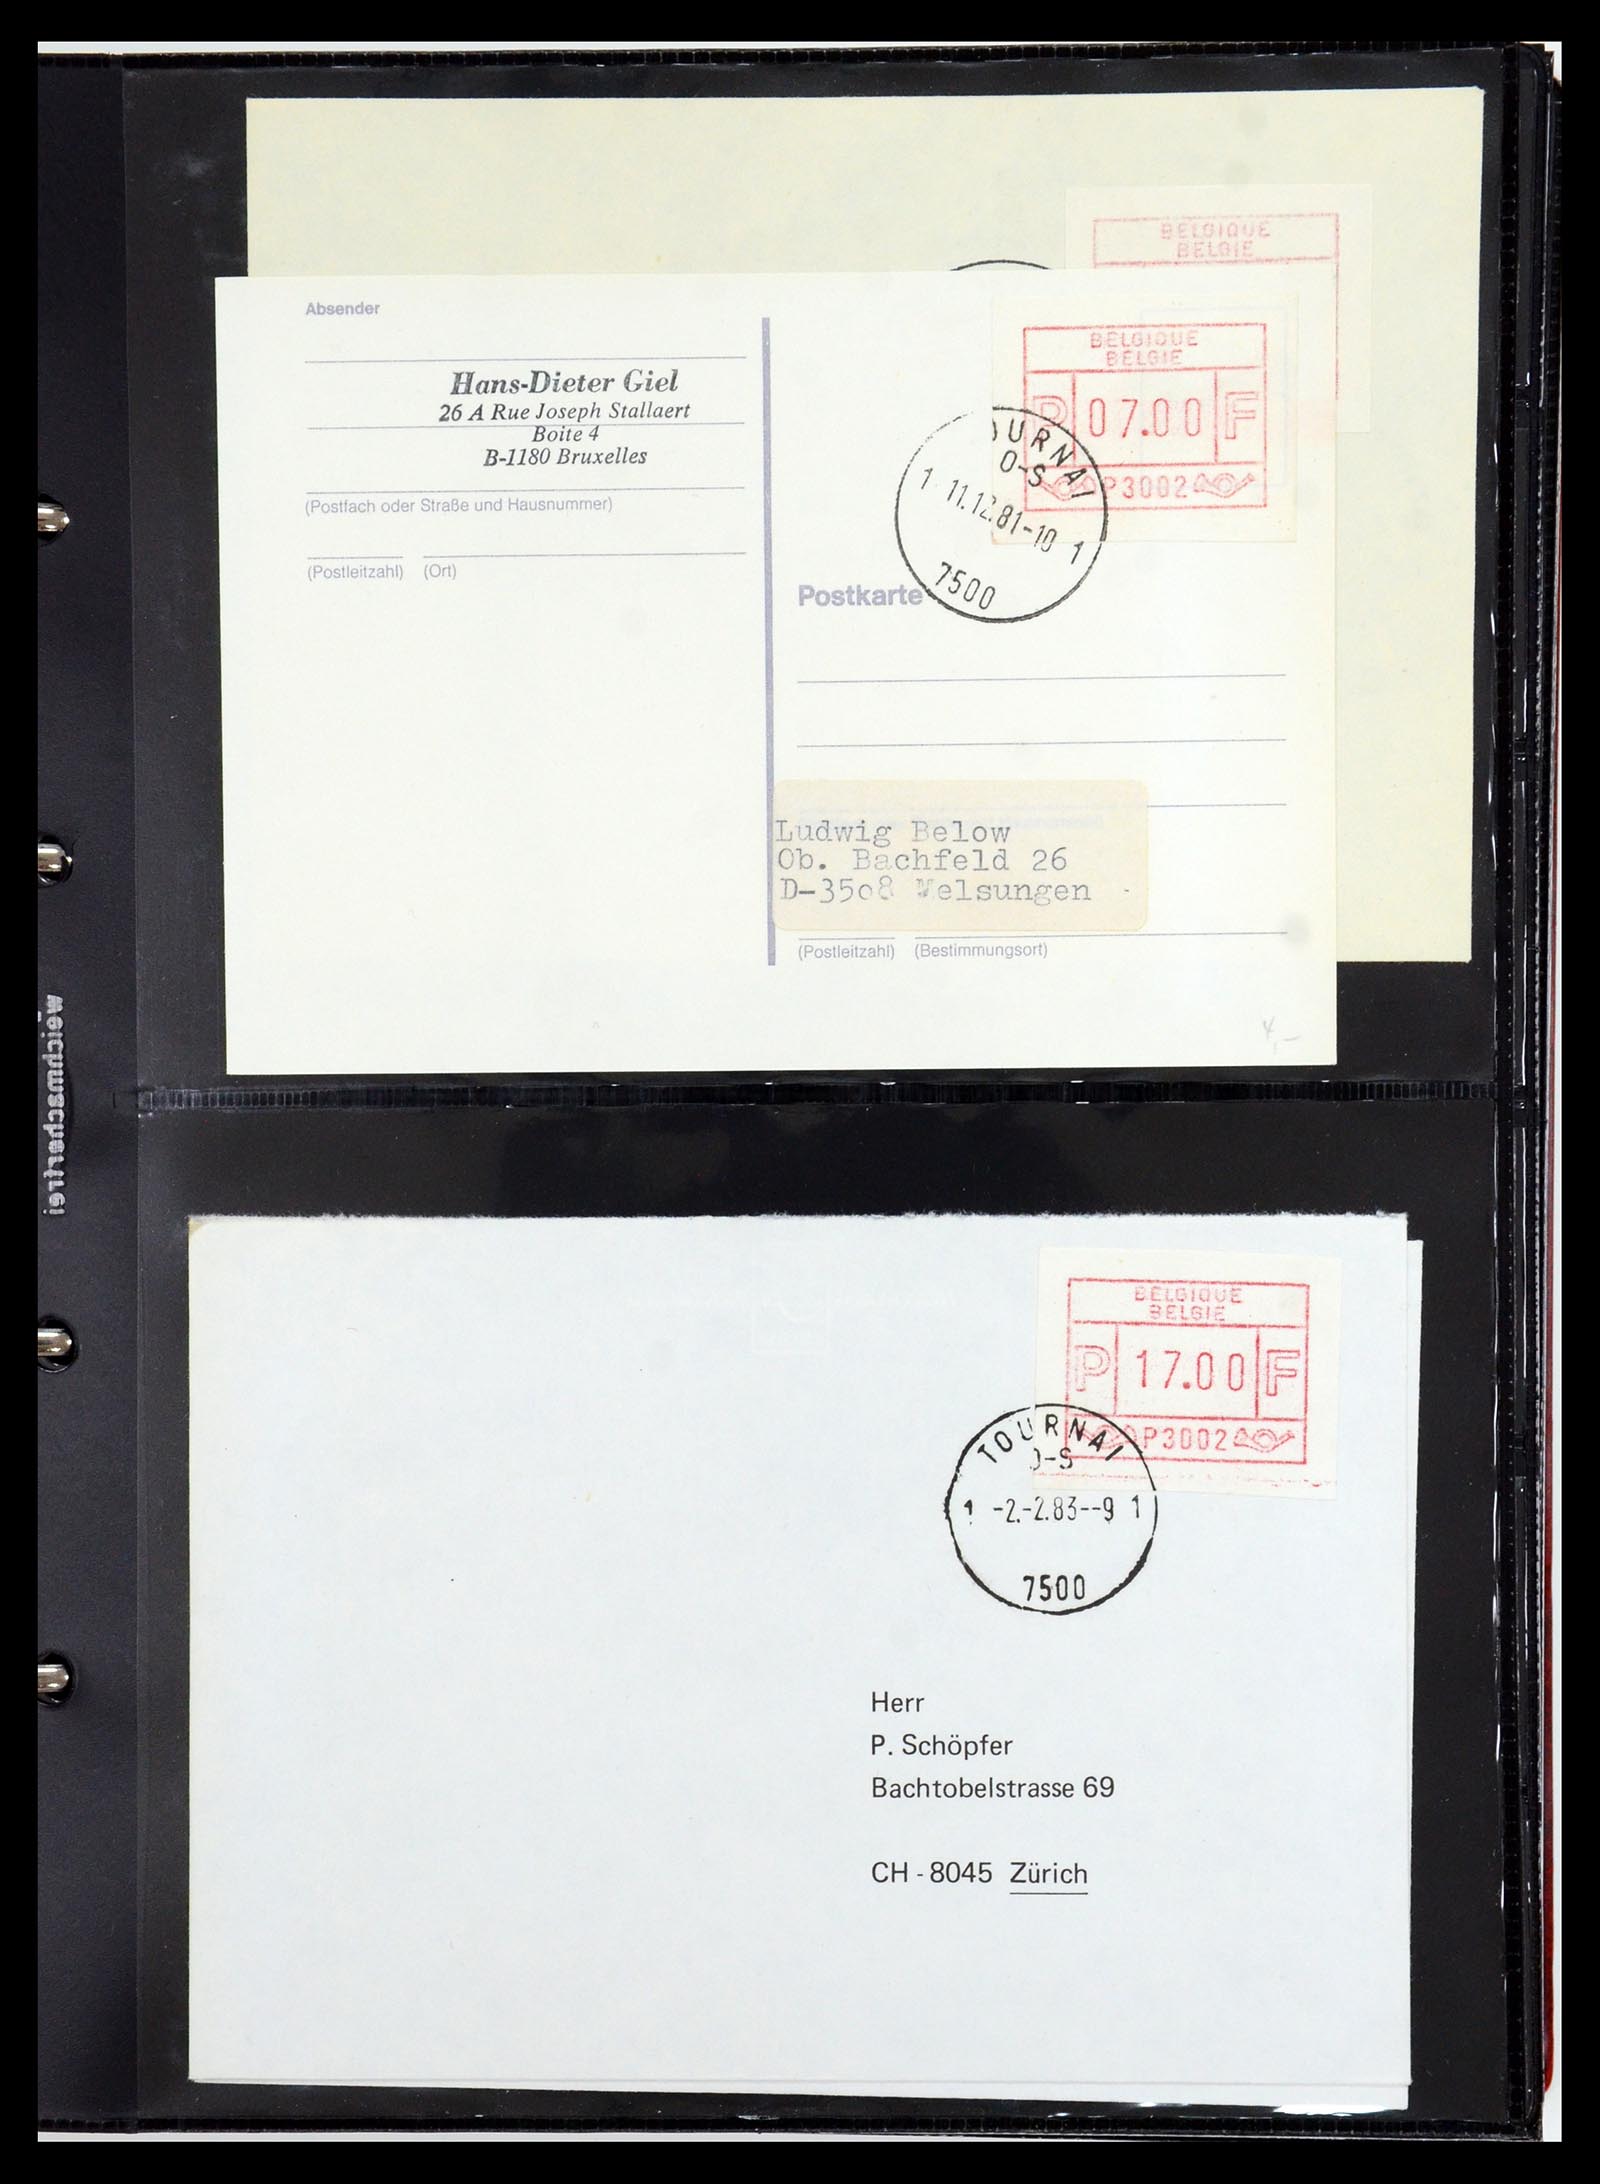 BELGIQUE
BELGIE
Absender
Hans-Dieter Giel
26 A Rue Joseph Stallaert
Boite 4
B-1180 Bruxelles
(Postfach oder Straße und Hausnummer)
(Postleitzahl) (Ort)
BELGIQUE
BELGIE
P 07.00 F
P3002
OURNAI
O-S
1 11.12.81-10 1
7500
Postkarte
Ludwig Below
Ob. Bachfeld 26
D-3508 Melsungen
(Postleitzahl) (Bestimmungsort)
4,-
weichmacherfrei
BELGIQUE
BELGIE
P 17.00 F
P3002
TOURNAI
O-S
1 -2.-2.83--9 1
7500
Herr
P. Schöpfer
Bachtobelstrasse 69
CH - 8045 Zürich